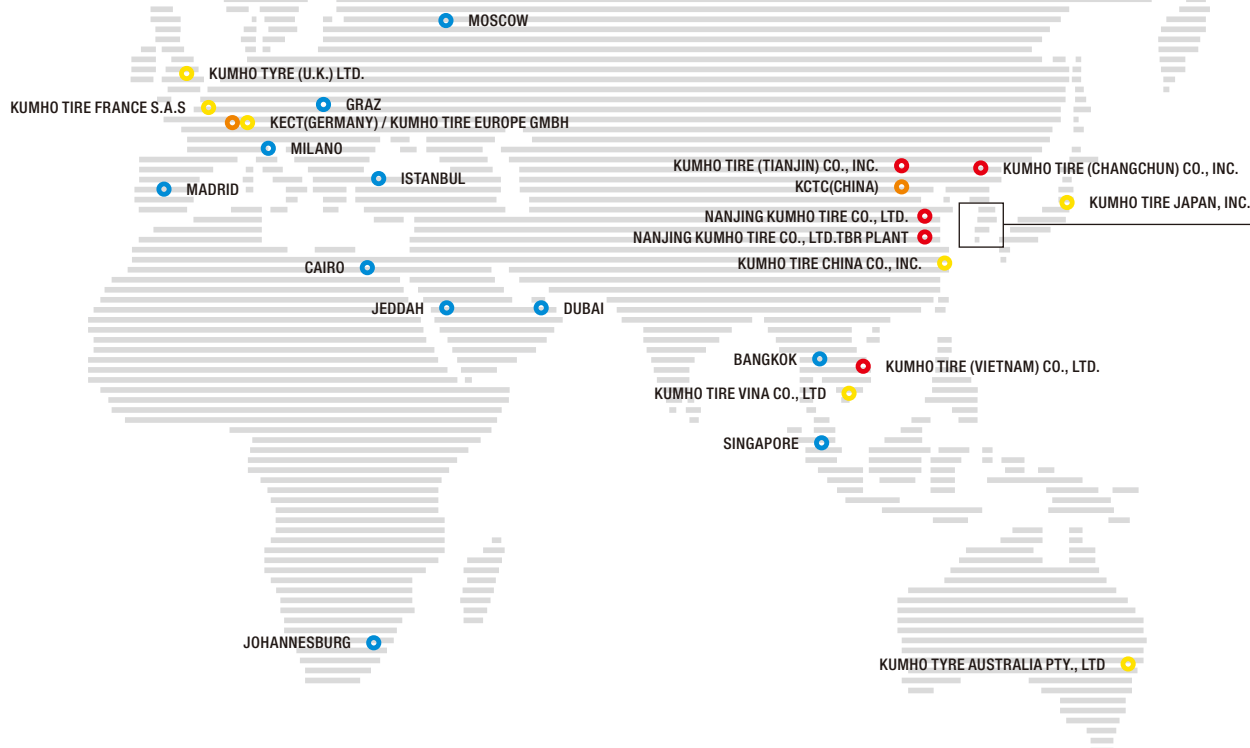 MOSCOW
KUMHO TYRE (U.K.) LTD.
KUMHO TIRE FRANCE S.A.S
GRAZ
KECT(GERMANY) / KUMHO TIRE EUROPE GMBH
MILANO
KUMHO TIRE (TIANJIN) CO., INC.
KUMHO TIRE (CHANGCHUN) CO., INC.
ISTANBUL
KCTC(CHINA)
MADRID
KUMHO TIRE JAPAN, INC.
NANJING KUMHO TIRE CO., LTD.
NANJING KUMHO TIRE CO., LTD.TBR PLANT
KUMHO TIRE CHINA CO., INC.
CAIRO
JEDDAH
DUBAI
BANGKOK
KUMHO TIRE (VIETNAM) CO., LTD.
KUMHO TIRE VINA CO., LTD
SINGAPORE
JOHANNESBURG
KUMHO TYRE AUSTRALIA PTY., LTD